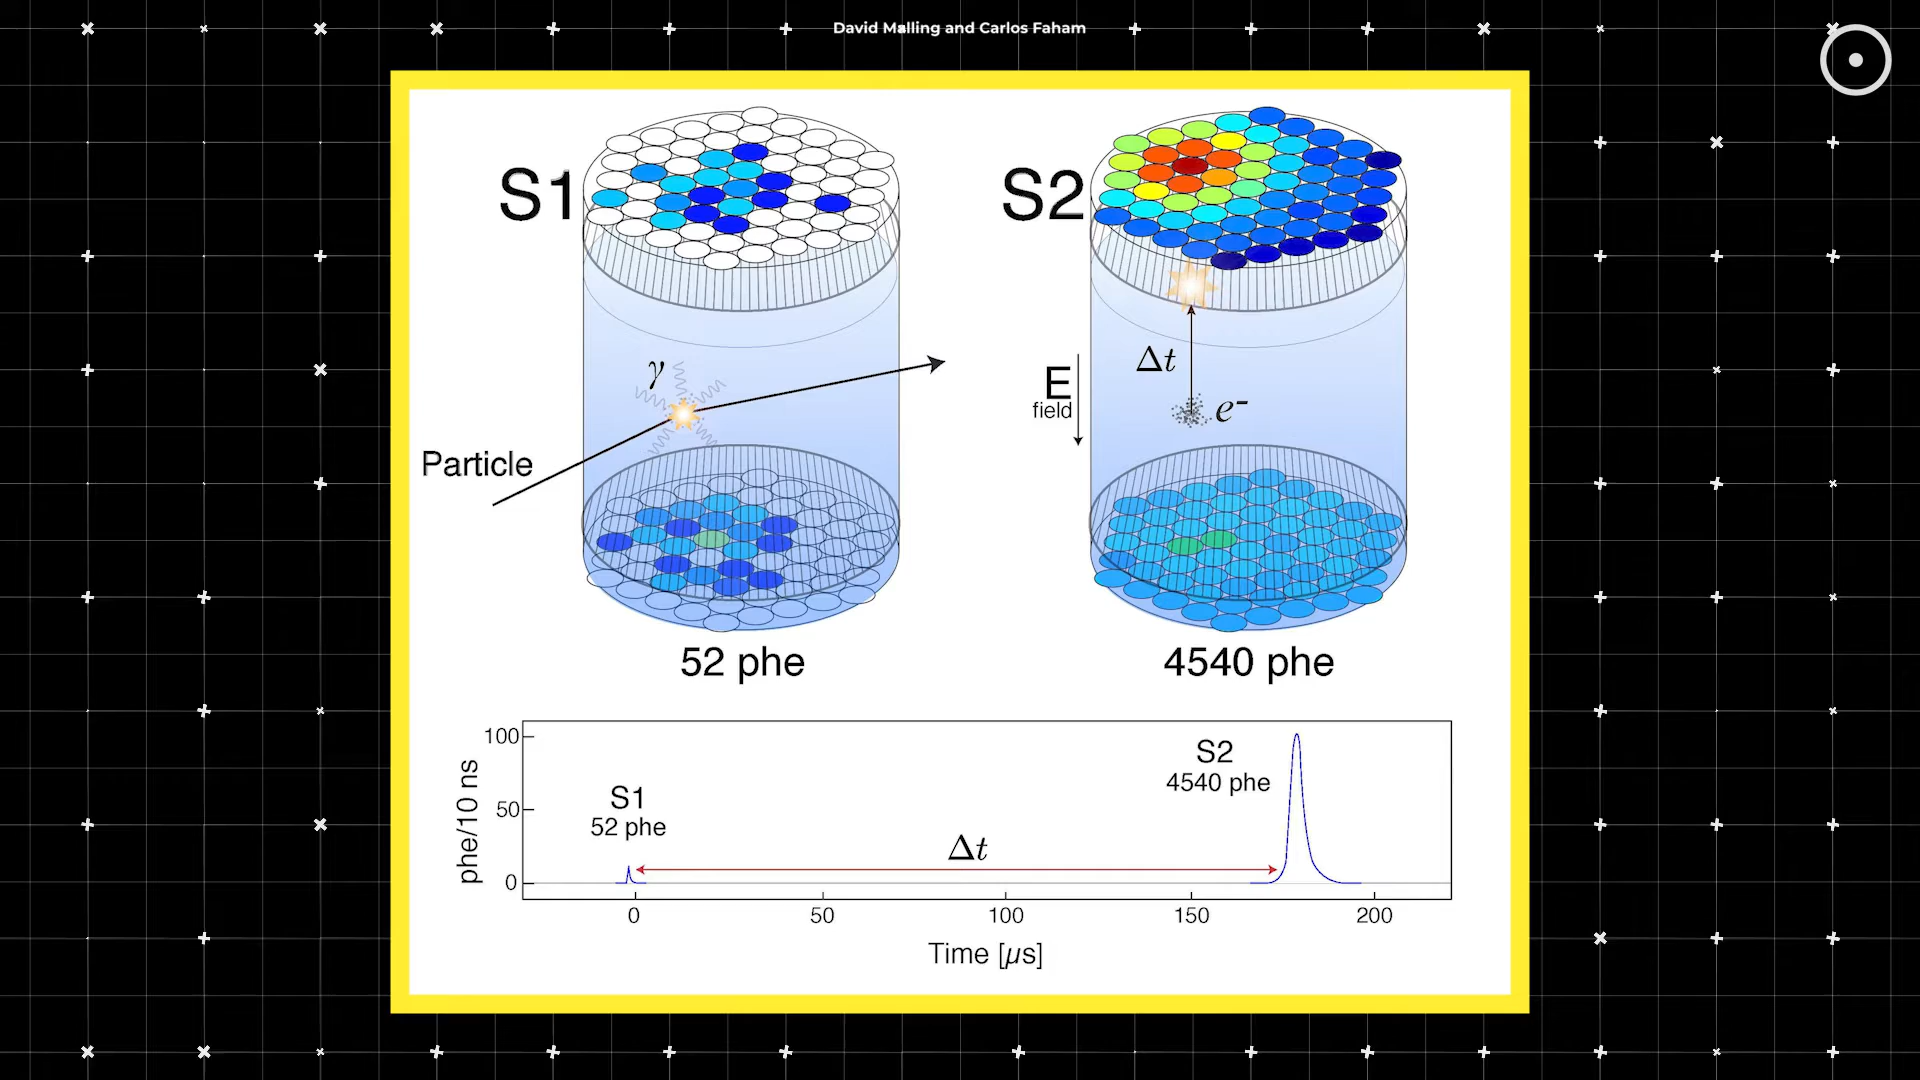 David Malling and Carlos Faham
S1
S2
γ
Particle
E
field
Δt
e-
52 phe
4540 phe
phe/10 ns
100
50
0
S1
52 phe
Δt
S2
4540 phe
0
50
100
150
200
Time [μs]